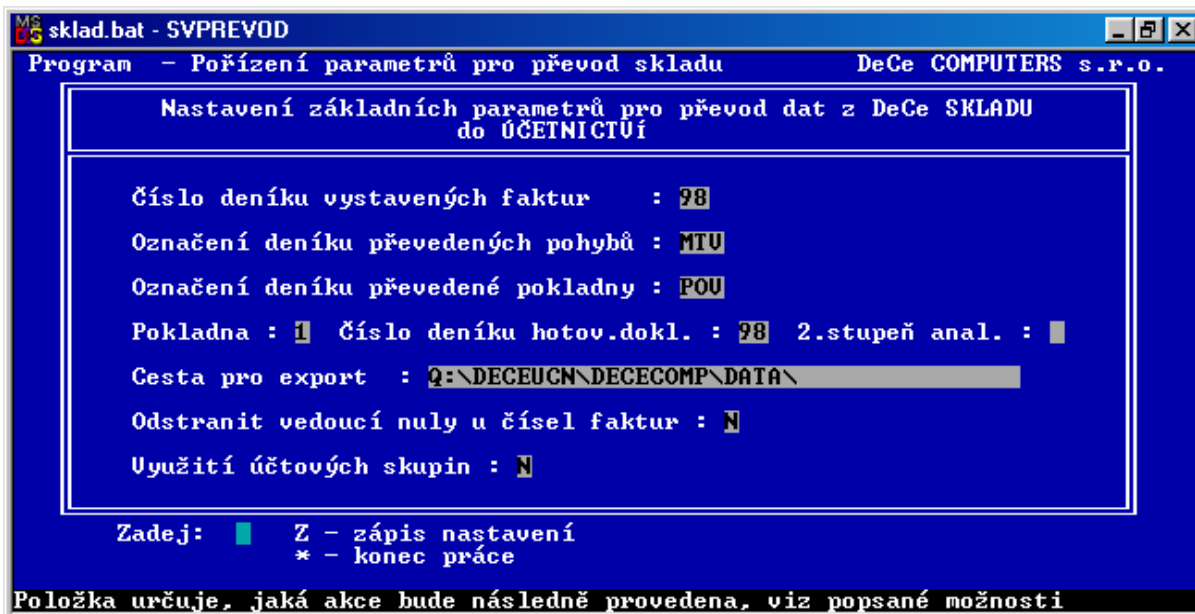 sklad.bat - SVPREVOD
Program - Pořízení parametrů pro převod skladu DeCe COMPUTERS s.r.o.
Nastavení základních parametrů pro převod dat z DeCe SKLADU
do ÚČETNICTVí
Číslo deníku vystavených faktur : 98
Označení deníku převedených pohybů : MTV
Označení deníku převedené pokladny : POV
Pokladna : 1 Číslo deníku hotov.dokl. : 98 2.stupeň anal. :
Cesta pro export : Q:\DECEUCN\DECECOMP\DATA\
Odstranit vedoucí nuly u čísel faktur : N
Využití účtových skupin : N
Zadej: Z - zápis nastavení
* - konec práce
Položka určuje, jaká akce bude následně provedena, viz popsané možnosti